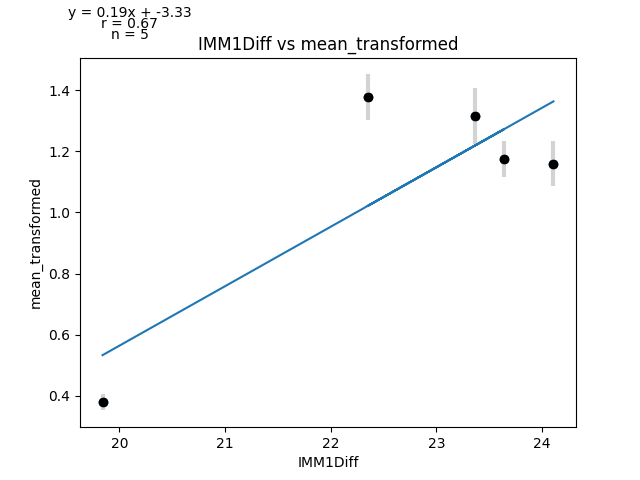 y = 0.19x + -3.33
r = 0.67
n = 5
IMM1Diff vs mean_transformed
mean_transformed
1.4
1.2
1.0
0.8
0.6
0.4
20 21 22 23 24
IMM1Diff